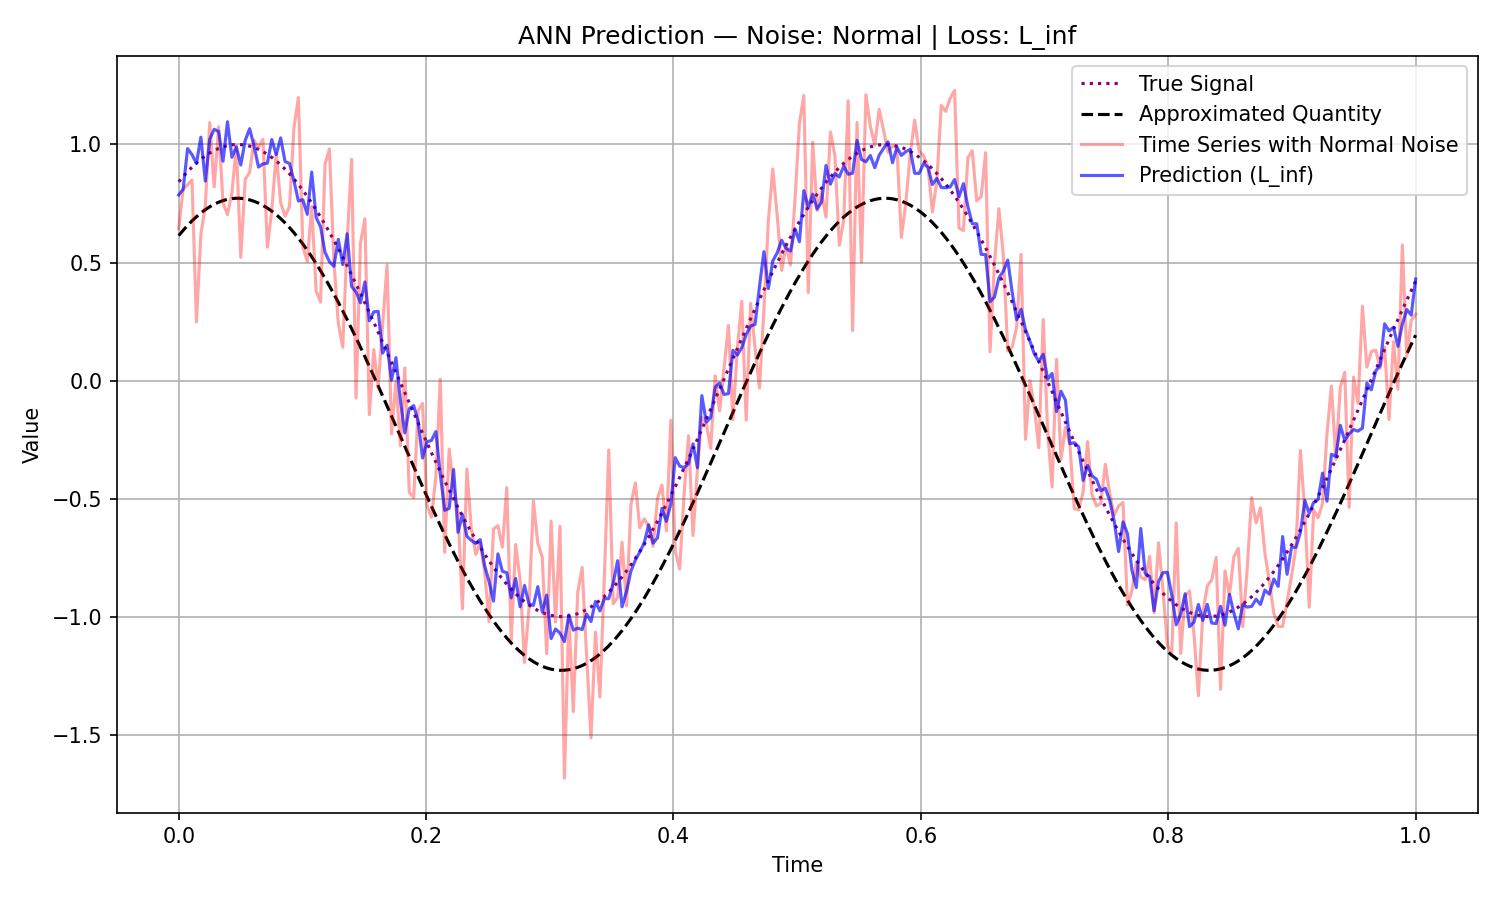 ANN Prediction — Noise: Normal | Loss: L_inf
True Signal
Approximated Quantity
Time Series with Normal Noise
Prediction (L_inf)
1.0
0.5
0.0
−0.5
−1.0
−1.5
Value
0.0 0.2 0.4 0.6 0.8 1.0
Time